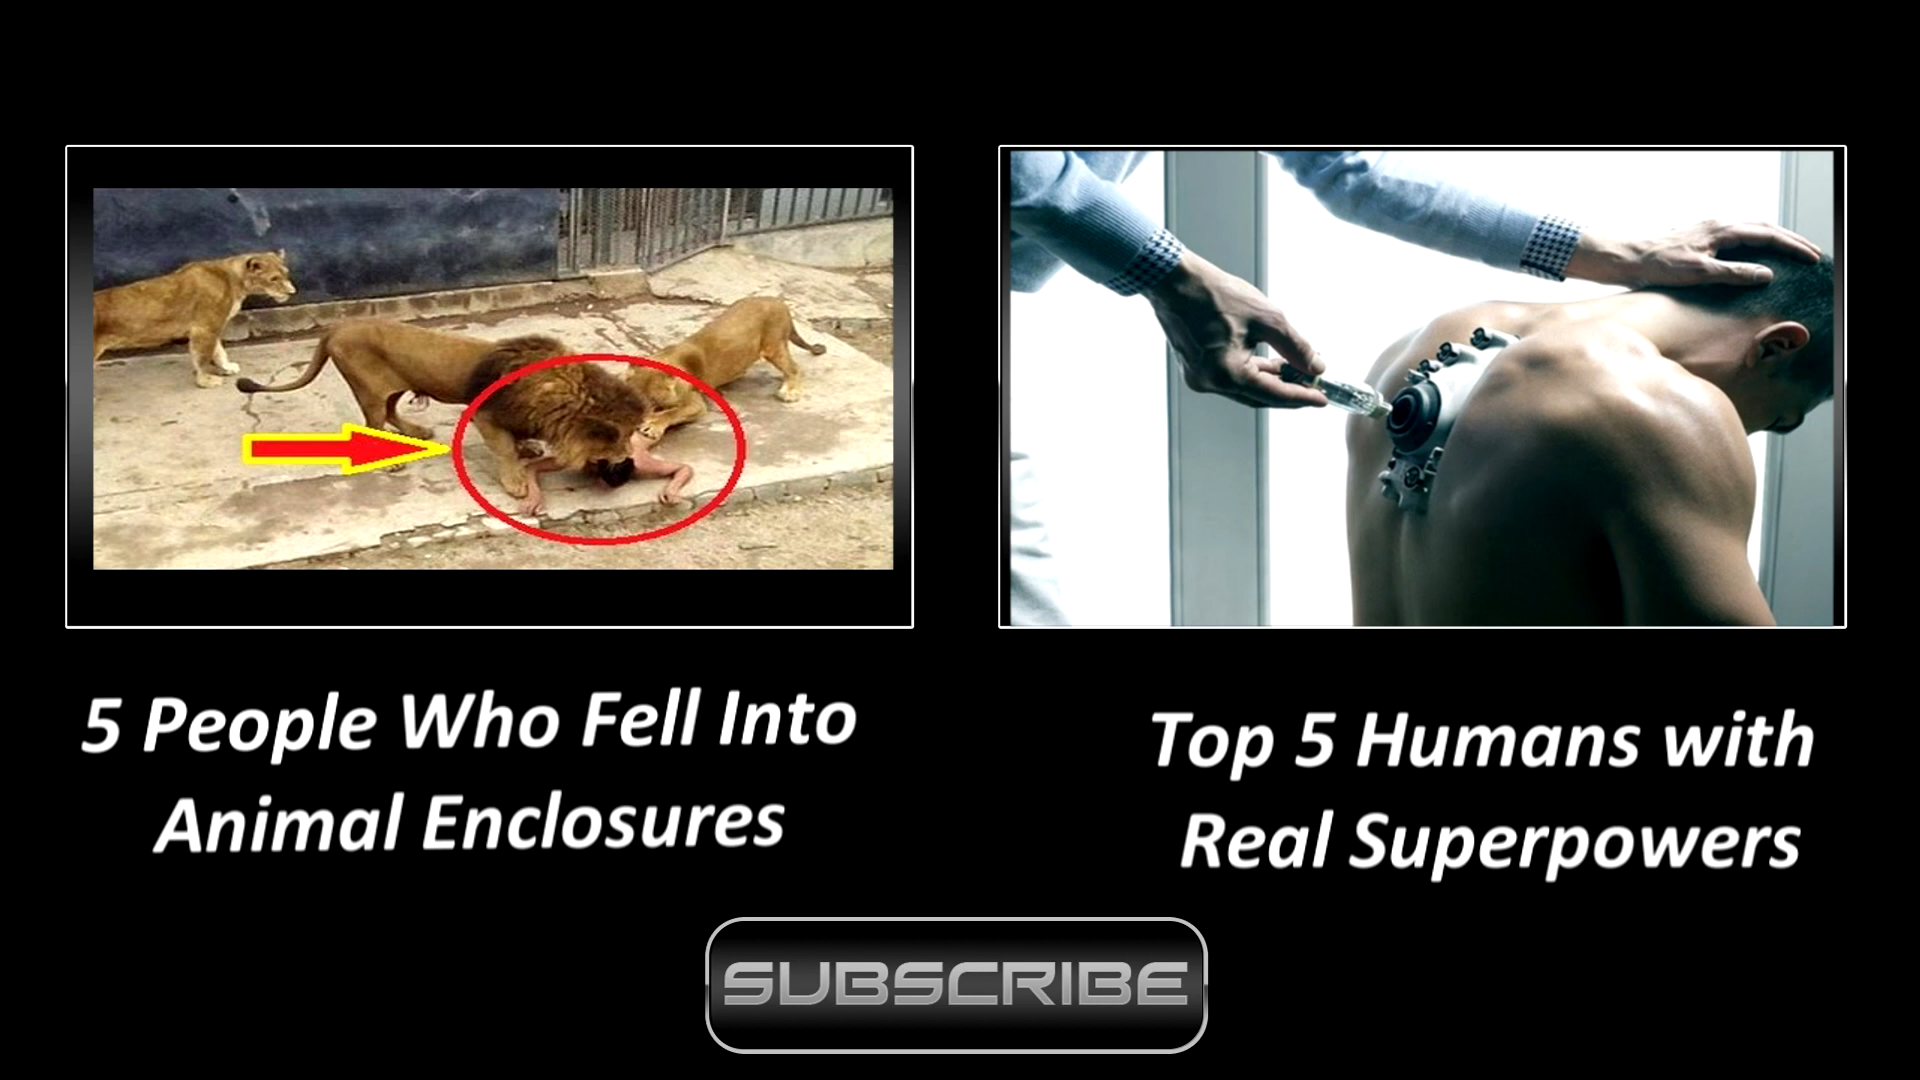 5 People Who Fell Into
Animal Enclosures
Top 5 Humans with
Real Superpowers
SUBSCRIBE